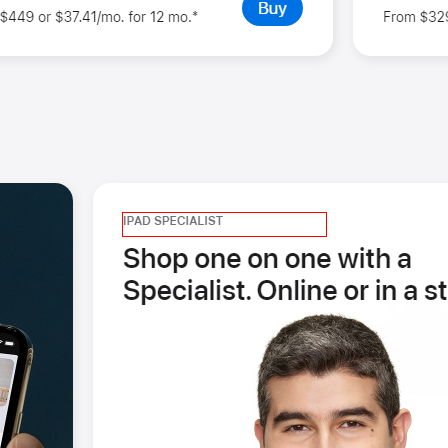 $449 or $37.41/mo. for 12 mo.*
Buy
From $329
IPAD SPECIALIST
Shop one on one with a
Specialist. Online or in a st